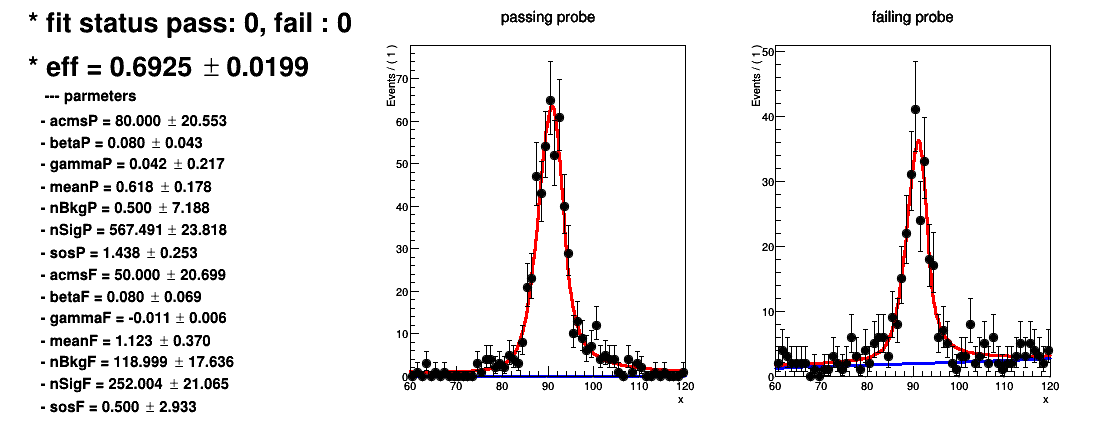 * fit status pass: 0, fail : 0
* eff = 0.6925 ± 0.0199
--- parmeters
- acmsP = 80.000 ± 20.553
- betaP = 0.080 ± 0.043
- gammaP = 0.042 ± 0.217
- meanP = 0.618 ± 0.178
- nBkgP = 0.500 ± 7.188
- nSigP = 567.491 ± 23.818
- sosP = 1.438 ± 0.253
- acmsF = 50.000 ± 20.699
- betaF = 0.080 ± 0.069
- gammaF = -0.011 ± 0.006
- meanF = 1.123 ± 0.370
- nBkgF = 118.999 ± 17.636
- nSigF = 252.004 ± 21.065
- sosF = 0.500 ± 2.933
passing probe
Events / ( 1 )
70
60
50
40
30
20
10
0
60 70 80 90 100 110 120
x
failing probe
Events / ( 1 )
50
40
30
20
10
0
60 70 80 90 100 110 120
x